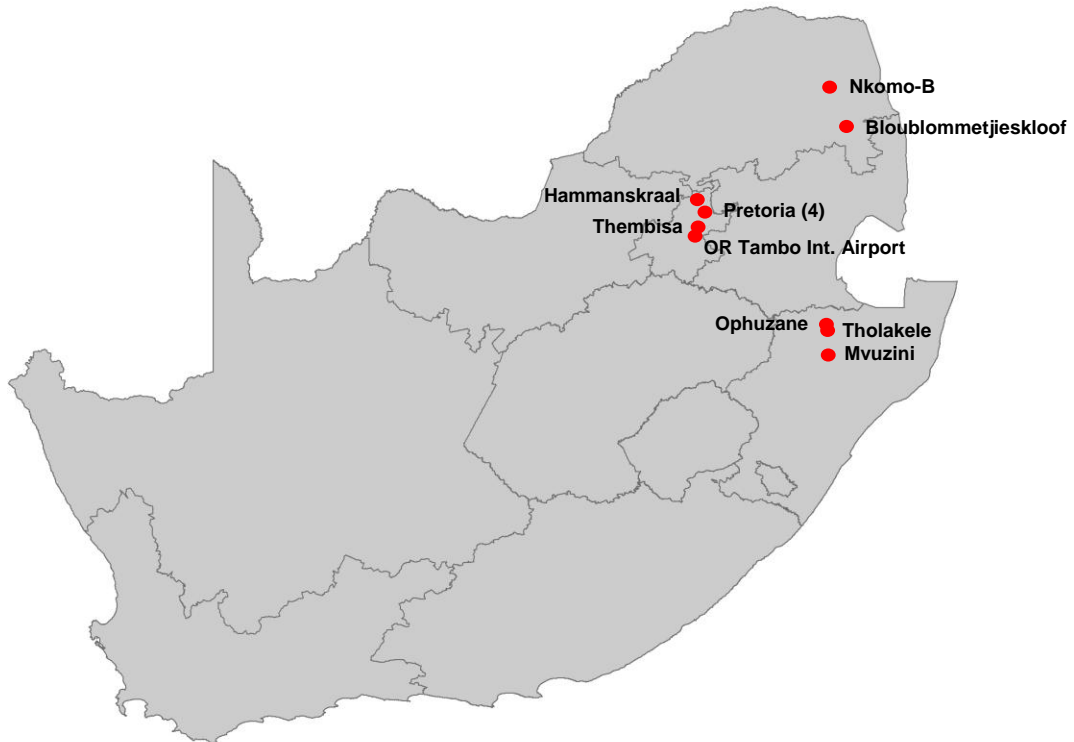 Nkomo-B
Bloublommetjieskloof
Hammanskraal
Pretoria (4)
Thembisa
OR Tambo Int. Airport
Ophuzane
Tholakele
Mvuzini